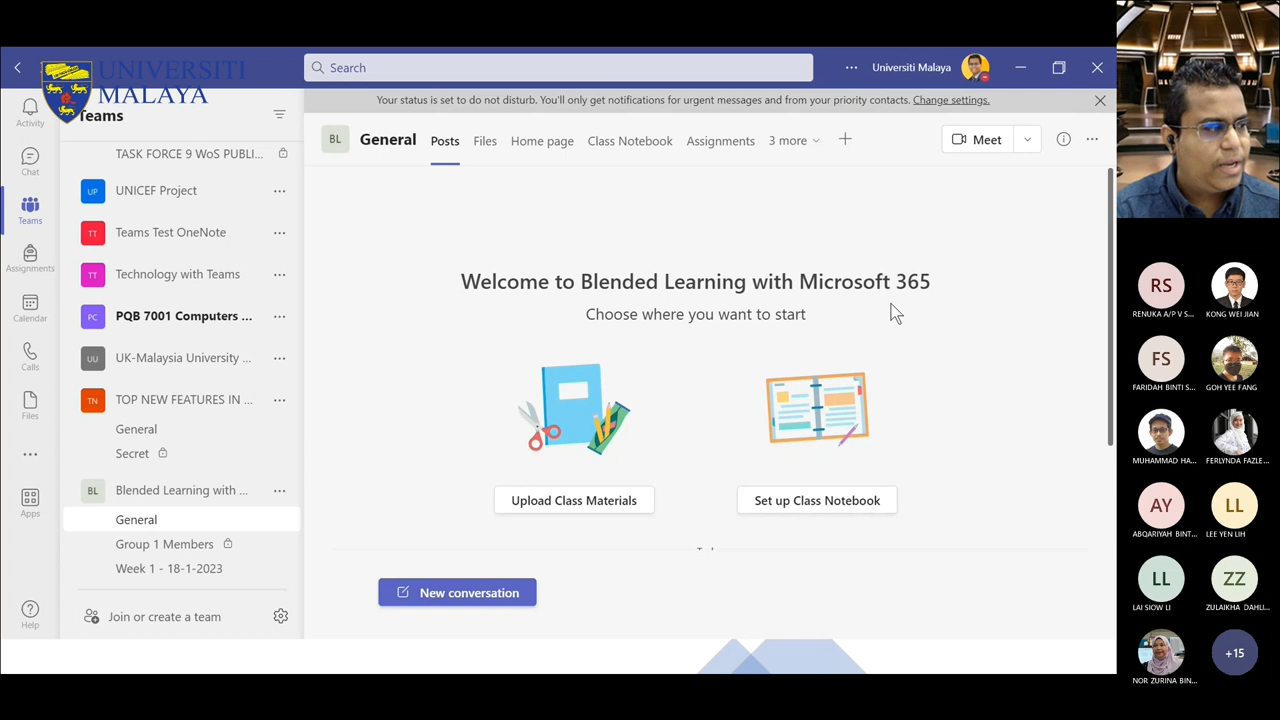 UNIVERSITI
MALAYA
Search
Universiti Malaya
Your status is set to do not disturb. You'll only get notifications for urgent messages and from your priority contacts. Change settings.
Activity
Chat
Teams
Assignments
Calendar
Calls
Files
Apps
Help
Teams
TASK FORCE 9 WoS PUBLI...
UP
UNICEF Project
TT
Teams Test OneNote
TT
Technology with Teams
PC
PQB 7001 Computers ...
UU
UK-Malaysia University ...
TN
TOP NEW FEATURES IN ...
General
Secret
BL
Blended Learning with ...
General
Group 1 Members
Week 1 - 18-1-2023
Join or create a team
BL
General
Posts
Files
Home page
Class Notebook
Assignments
3 more
Meet
Welcome to Blended Learning with Microsoft 365
Choose where you want to start
Upload Class Materials
Set up Class Notebook
New conversation
RS
RENUKA A/P V S...
KONG WEI JIAN
FS
FARIDAH BINTI S...
GOH YEE FANG
MUHAMMAD HA...
FERLYNDA FAZLE...
AY
ABQARIYAH BINT...
LL
LEE YEN LIH
LL
LAI SIOW LI
ZZ
ZULAIKHA DAHLI...
NOR ZURINA BIN...
+15